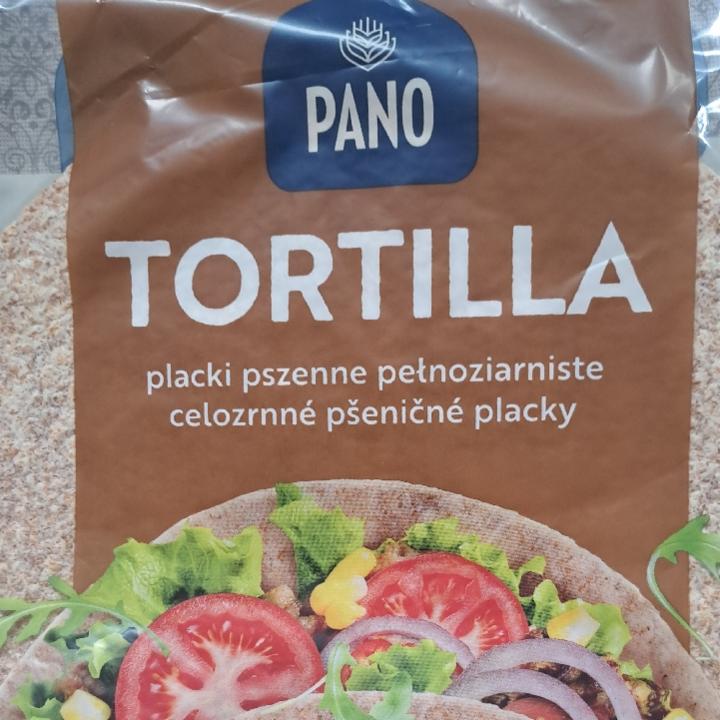 PANO
TORTILLA
placki pszenne pełnoziarniste
celozrnné pšeničné placky